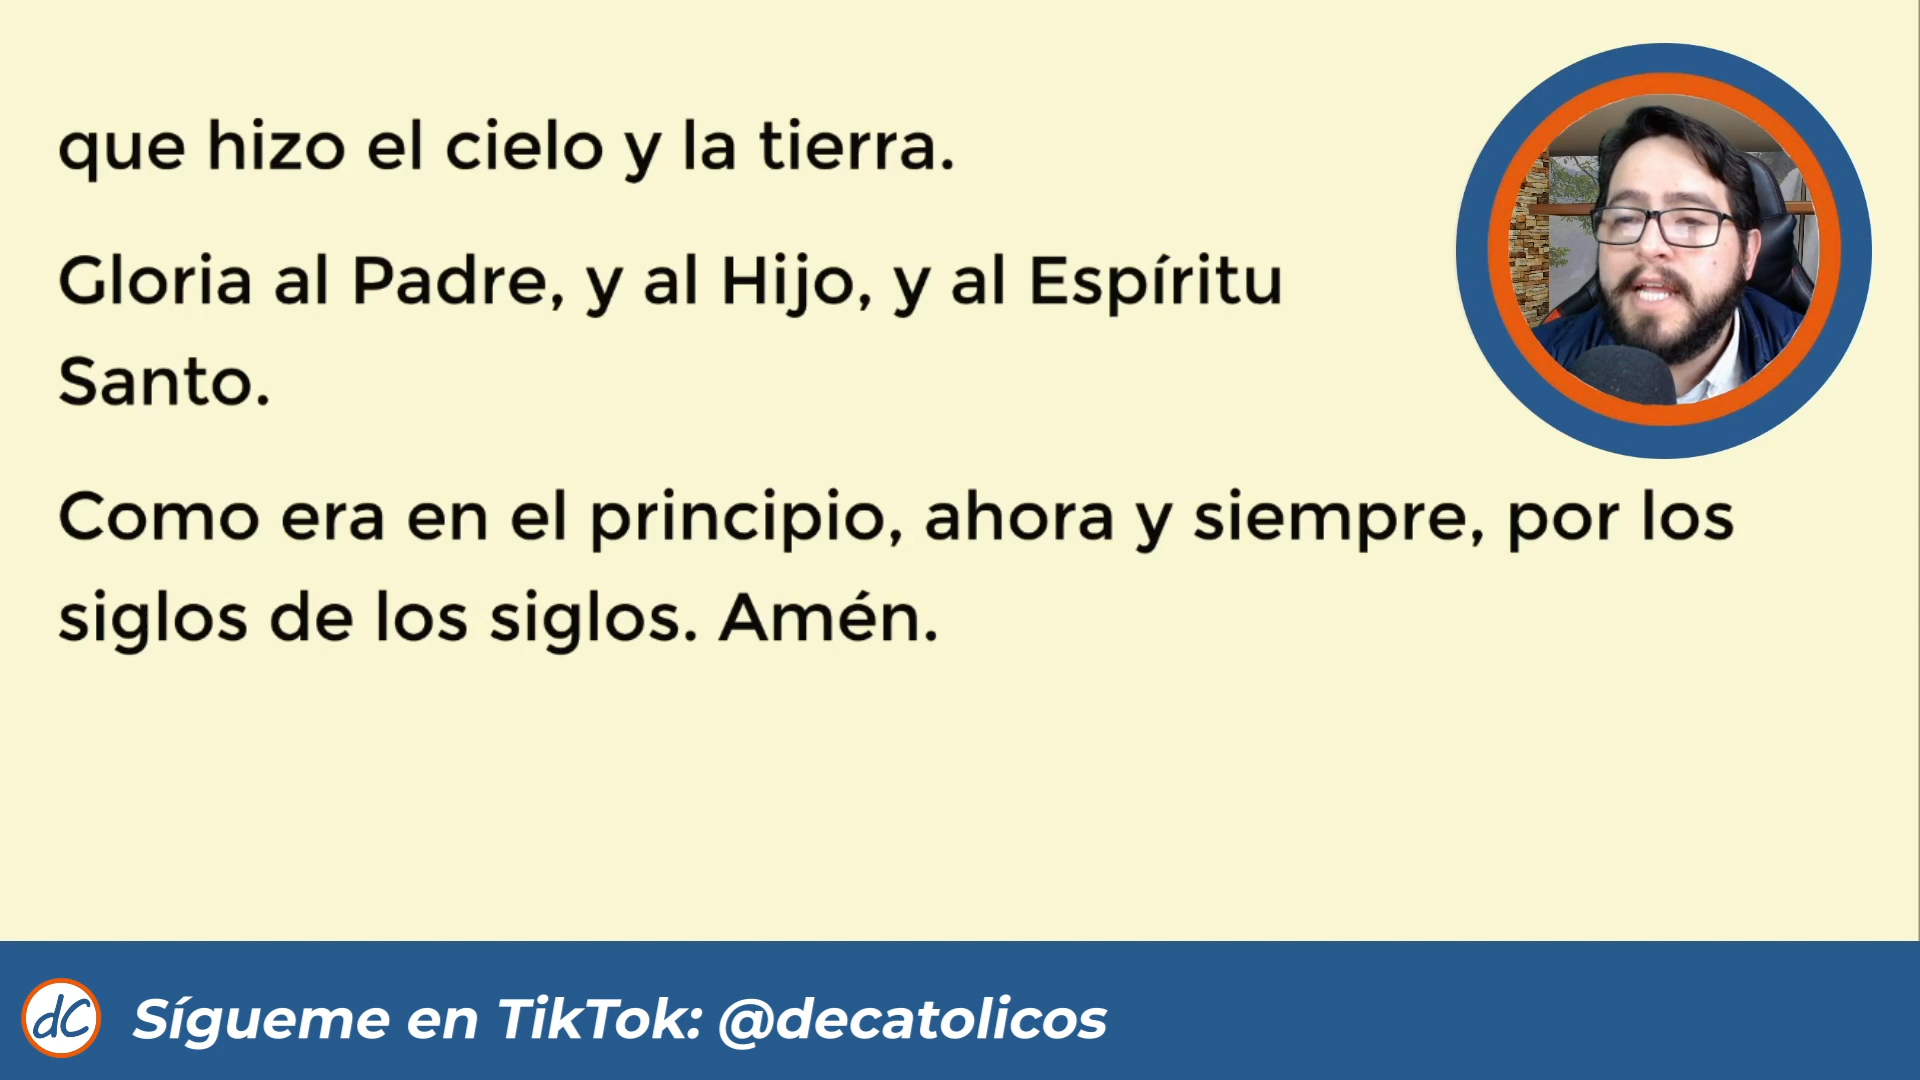 que hizo el cielo y la tierra.
Gloria al Padre, y al Hijo, y al Espíritu
Santo.
Como era en el principio, ahora y siempre, por los
siglos de los siglos. Amén.
dC Sígueme en TikTok: @decatolicos